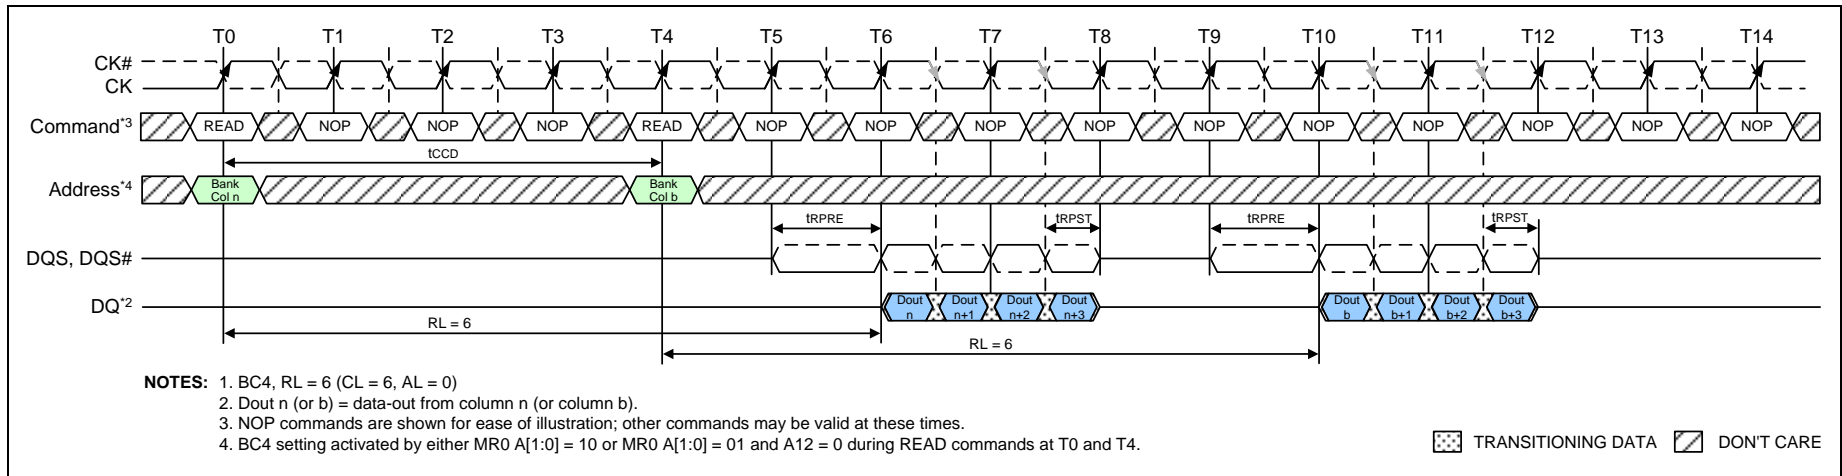 T0 T1 T2 T3 T4 T5 T6 T7 T8 T9 T10 T11 T12 T13 T14
CK#
CK
Command*3 READ NOP NOP NOP READ NOP NOP NOP NOP NOP NOP NOP NOP NOP NOP
tCCD
Address*4 Bank Col n Bank Col b
tRPRE tRPST tRPRE tRPST
DQS, DQS#
DQ*2 Dout n Dout n+1 Dout n+2 Dout n+3 Dout b Dout b+1 Dout b+2 Dout b+3
RL = 6
RL = 6
NOTES: 1. BC4, RL = 6 (CL = 6, AL = 0)
2. Dout n (or b) = data-out from column n (or column b).
3. NOP commands are shown for ease of illustration; other commands may be valid at these times.
4. BC4 setting activated by either MR0 A[1:0] = 10 or MR0 A[1:0] = 01 and A12 = 0 during READ commands at T0 and T4.
TRANSITIONING DATA DON'T CARE